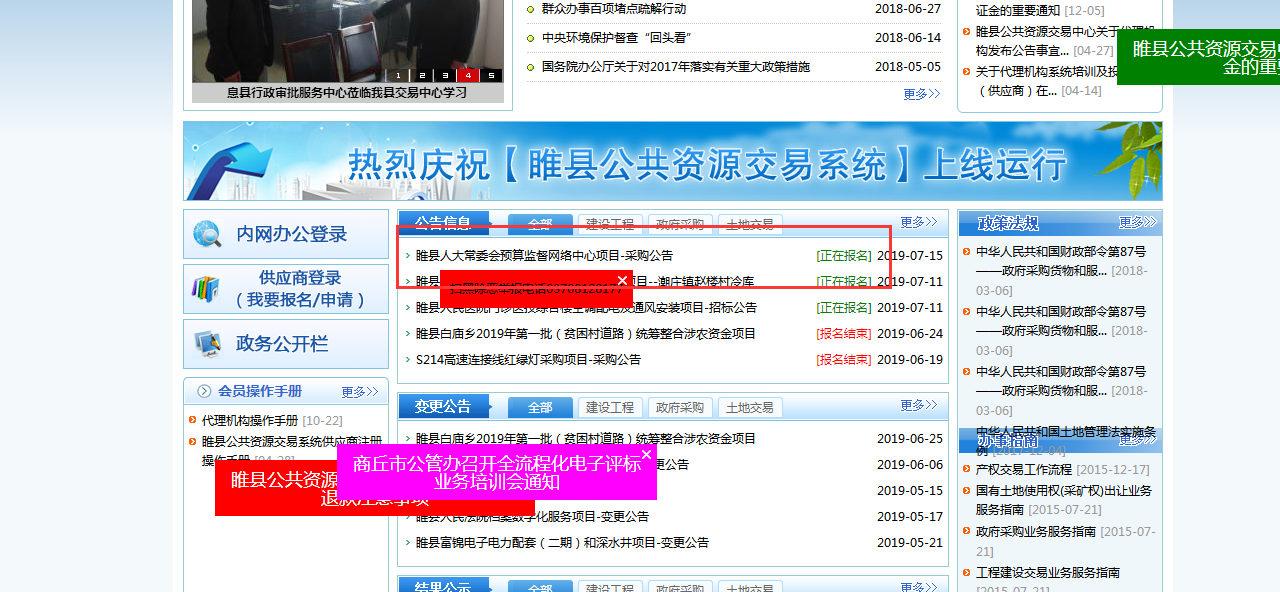 1 2 3 4 5
息县行政审批服务中心莅临我县交易中心学习
群众办事百项堵点疏解行动 2018-06-27
中央环境保护督查“回头看” 2018-06-14
国务院办公厅关于对2017年落实有关重大政策措施 2018-05-05
更多>>
证金的重要通知 [12-05]
睢县公共资源交易中心关于代理机
构发布公告事宜... [04-27]
关于代理机构系统培训及投
（供应商）在... [04-14]
睢县公共资源交易中
金的重要
热烈庆祝【睢县公共资源交易系统】上线运行
内网办公登录
供应商登录
（我要报名/申请）
政务公开栏
会员操作手册 更多>>
代理机构操作手册 [10-22]
睢县公共资源交易系统供应商注册
操作手册 [04-28]
睢县公共资源
退款注意事项
商丘市公管办召开全流程化电子评标
业务培训会通知
公告信息 全部 建设工程 政府采购 土地交易 更多>>
睢县人大常委会预算监督网络中心项目-采购公告 [正在报名] 2019-07-15
睢县 项目--潮庄镇赵楼村冷库 [正在报名] 2019-07-11
睢县人民医院门诊医技综合楼空调配电及通风安装项目-招标公告 [正在报名] 2019-07-11
睢县白庙乡2019年第一批（贫困村道路）统筹整合涉农资金项目 [报名结束] 2019-06-24
S214高速连接线红绿灯采购项目-采购公告 [报名结束] 2019-06-19
变更公告 全部 建设工程 政府采购 土地交易 更多>>
睢县白庙乡2019年第一批（贫困村道路）统筹整合涉农资金项目 2019-06-25
更公告 2019-06-06
2019-05-15
睢县人民法院档案数字化服务项目-变更公告 2019-05-17
睢县富锦电子电力配套（二期）和深水井项目-变更公告 2019-05-21
结果公示 全部 建设工程 政府采购 土地交易 更多>>
政策法规 更多>>
中华人民共和国财政部令第87号
——政府采购货物和服... [2018-
03-06]
中华人民共和国财政部令第87号
——政府采购货物和服... [2018-
03-06]
中华人民共和国财政部令第87号
——政府采购货物和服... [2018-
03-06]
中华人民共和国土地管理法实施条
例 [2017-12-04]
办事指南 更多>>
产权交易工作流程 [2015-12-17]
国有土地使用权(采矿权)出让业务
服务指南 [2015-07-21]
政府采购业务服务指南 [2015-07-
21]
工程建设交易业务服务指南
[2015-07-21]